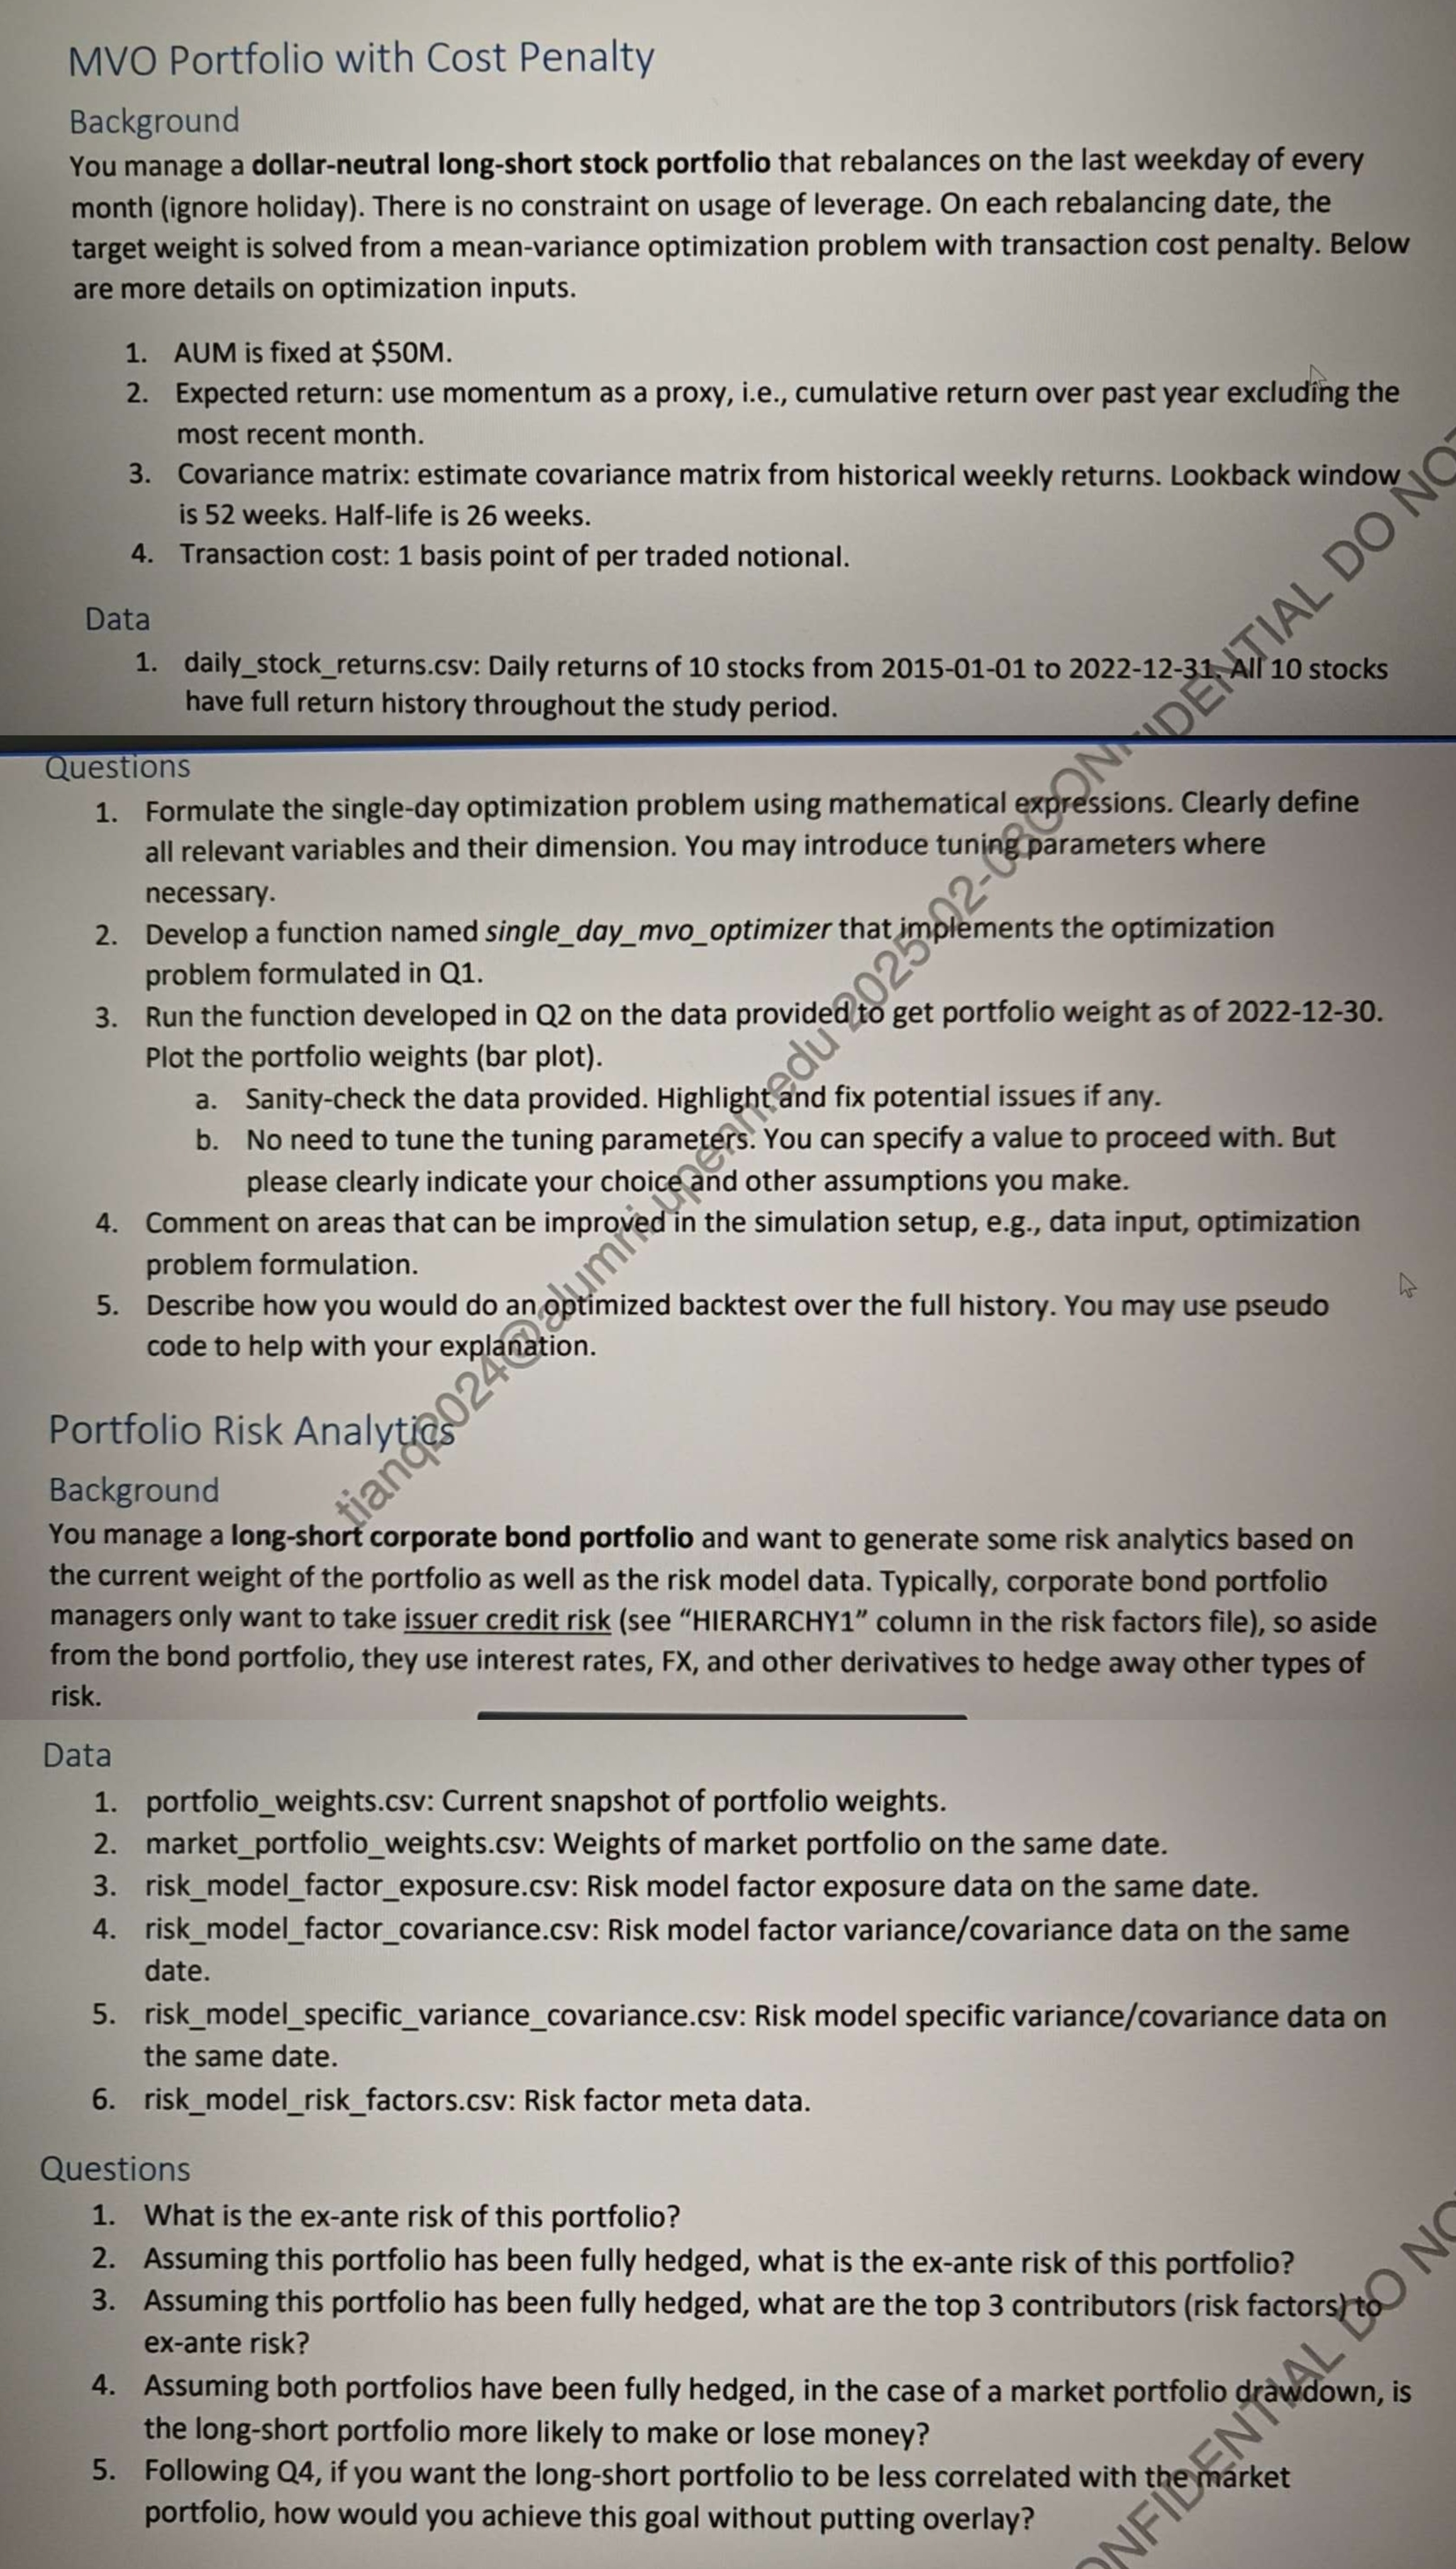 MVO Portfolio with Cost Penalty
Background
You manage a dollar-neutral long-short stock portfolio that rebalances on the last weekday of every
month (ignore holiday). There is no constraint on usage of leverage. On each rebalancing date, the
target weight is solved from a mean-variance optimization problem with transaction cost penalty. Below
are more details on optimization inputs.
1. AUM is fixed at $50M.
2. Expected return: use momentum as a proxy, i.e., cumulative return over past year excluding the
most recent month.
3. Covariance matrix: estimate covariance matrix from historical weekly returns. Lookback window
is 52 weeks. Half-life is 26 weeks.
4. Transaction cost: 1 basis point of per traded notional.
Data
1. daily_stock_returns.csv: Daily returns of 10 stocks from 2015-01-01 to 2022-12-31. All 10 stocks
have full return history throughout the study period.
Questions
1. Formulate the single-day optimization problem using mathematical expressions. Clearly define
all relevant variables and their dimension. You may introduce tuning parameters where
necessary.
2. Develop a function named single_day_mvo_optimizer that implements the optimization
problem formulated in Q1.
3. Run the function developed in Q2 on the data provided to get portfolio weight as of 2022-12-30.
Plot the portfolio weights (bar plot).
a. Sanity-check the data provided. Highlight and fix potential issues if any.
b. No need to tune the tuning parameters. You can specify a value to proceed with. But
please clearly indicate your choice and other assumptions you make.
4. Comment on areas that can be improved in the simulation setup, e.g., data input, optimization
problem formulation.
5. Describe how you would do an optimized backtest over the full history. You may use pseudo
code to help with your explanation.
Portfolio Risk Analytics
Background
You manage a long-short corporate bond portfolio and want to generate some risk analytics based on
the current weight of the portfolio as well as the risk model data. Typically, corporate bond portfolio
managers only want to take issuer credit risk (see “HIERARCHY1” column in the risk factors file), so aside
from the bond portfolio, they use interest rates, FX, and other derivatives to hedge away other types of
risk.
Data
1. portfolio_weights.csv: Current snapshot of portfolio weights.
2. market_portfolio_weights.csv: Weights of market portfolio on the same date.
3. risk_model_factor_exposure.csv: Risk model factor exposure data on the same date.
4. risk_model_factor_covariance.csv: Risk model factor variance/covariance data on the same
date.
5. risk_model_specific_variance_covariance.csv: Risk model specific variance/covariance data on
the same date.
6. risk_model_risk_factors.csv: Risk factor meta data.
Questions
1. What is the ex-ante risk of this portfolio?
2. Assuming this portfolio has been fully hedged, what is the ex-ante risk of this portfolio?
3. Assuming this portfolio has been fully hedged, what are the top 3 contributors (risk factors) to
ex-ante risk?
4. Assuming both portfolios have been fully hedged, in the case of a market portfolio drawdown, is
the long-short portfolio more likely to make or lose money?
5. Following Q4, if you want the long-short portfolio to be less correlated with the market
portfolio, how would you achieve this goal without putting overlay?
tianq2024@alumni.upenn.edu 2025-02-08CONFIDENTIAL DO NOT
CONFIDENTIAL DO NO